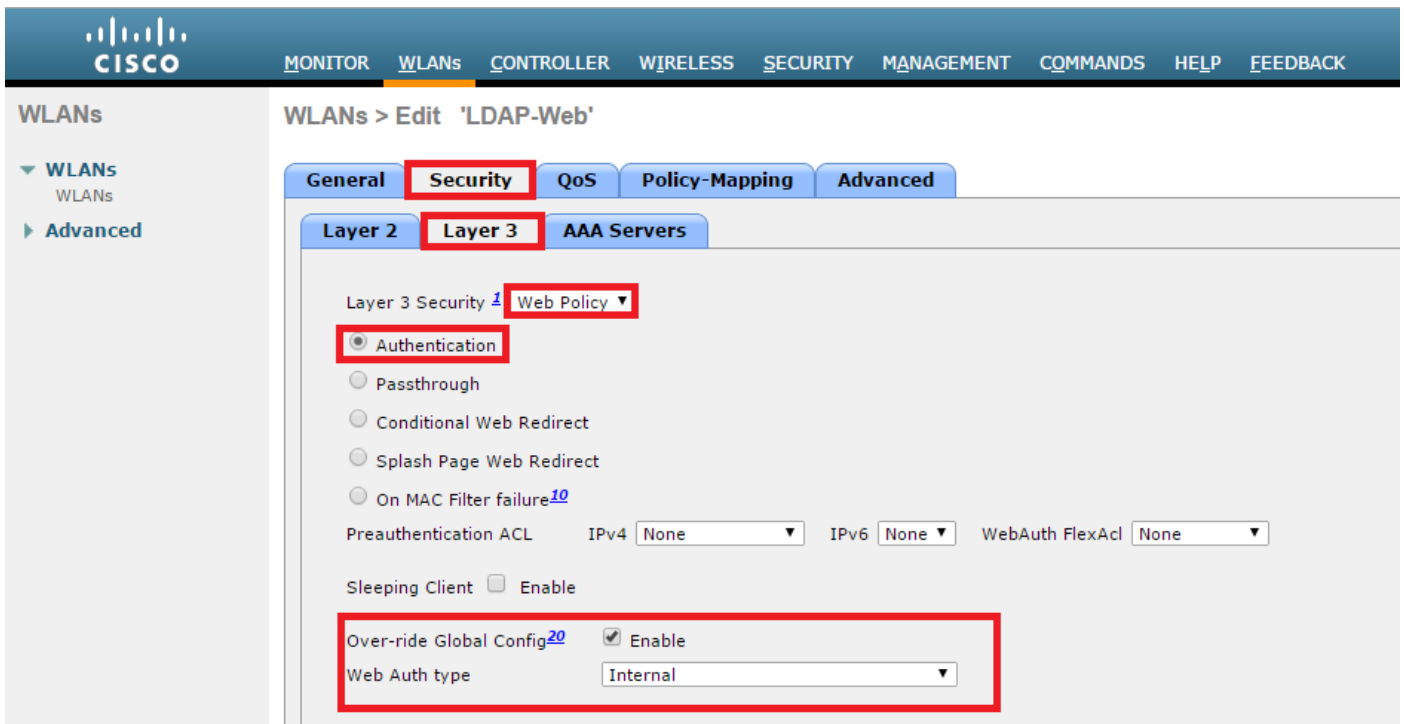 CISCO
MONITOR WLANs CONTROLLER WIRELESS SECURITY MANAGEMENT COMMANDS HELP FEEDBACK
WLANs
WLANs
WLANs
Advanced
WLANs > Edit 'LDAP-Web'
General Security QoS Policy-Mapping Advanced
Layer 2 Layer 3 AAA Servers
Layer 3 Security 1 Web Policy
Authentication
Passthrough
Conditional Web Redirect
Splash Page Web Redirect
On MAC Filter failure10
Preauthentication ACL IPv4 None IPv6 None WebAuth FlexAcl None
Sleeping Client Enable
Over-ride Global Config20 Enable
Web Auth type Internal